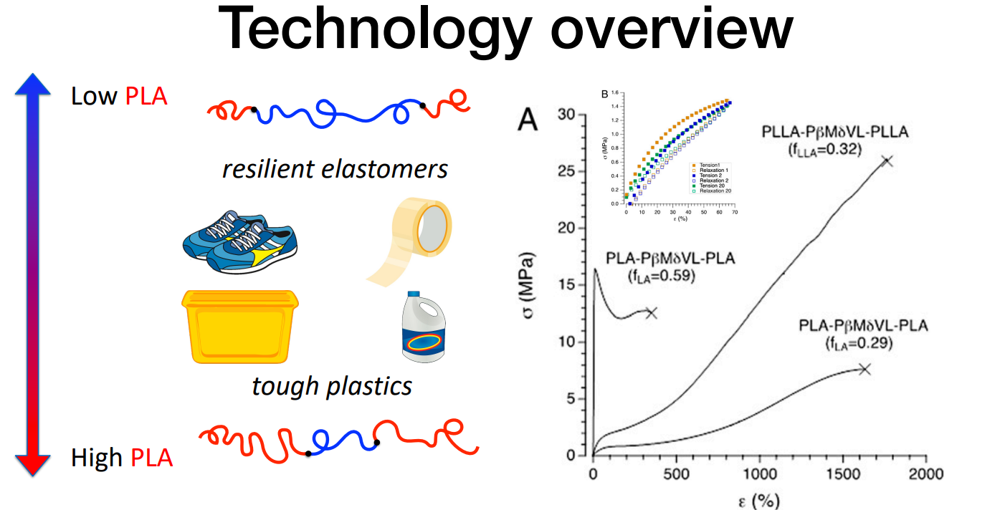 Technology overview
Low PLA
resilient elastomers
tough plastics
High PLA
A
30
25
20
15
10
5
0
σ (MPa)
0
500
1000
1500
2000
ε (%)
PLLA-PβMδVL-PLLA
(fLLA=0.32)
PLA-PβMδVL-PLA
(fLA=0.59)
PLA-PβMδVL-PLA
(fLA=0.29)
B
1.6
1.4
1.2
1.0
0.8
0.6
0.4
0.2
0.0
σ (MPa)
0
10
20
30
40
50
60
70
ε (%)
Tension1
Relaxation 1
Tension 2
Relaxation 2
Tension 20
Relaxation 20